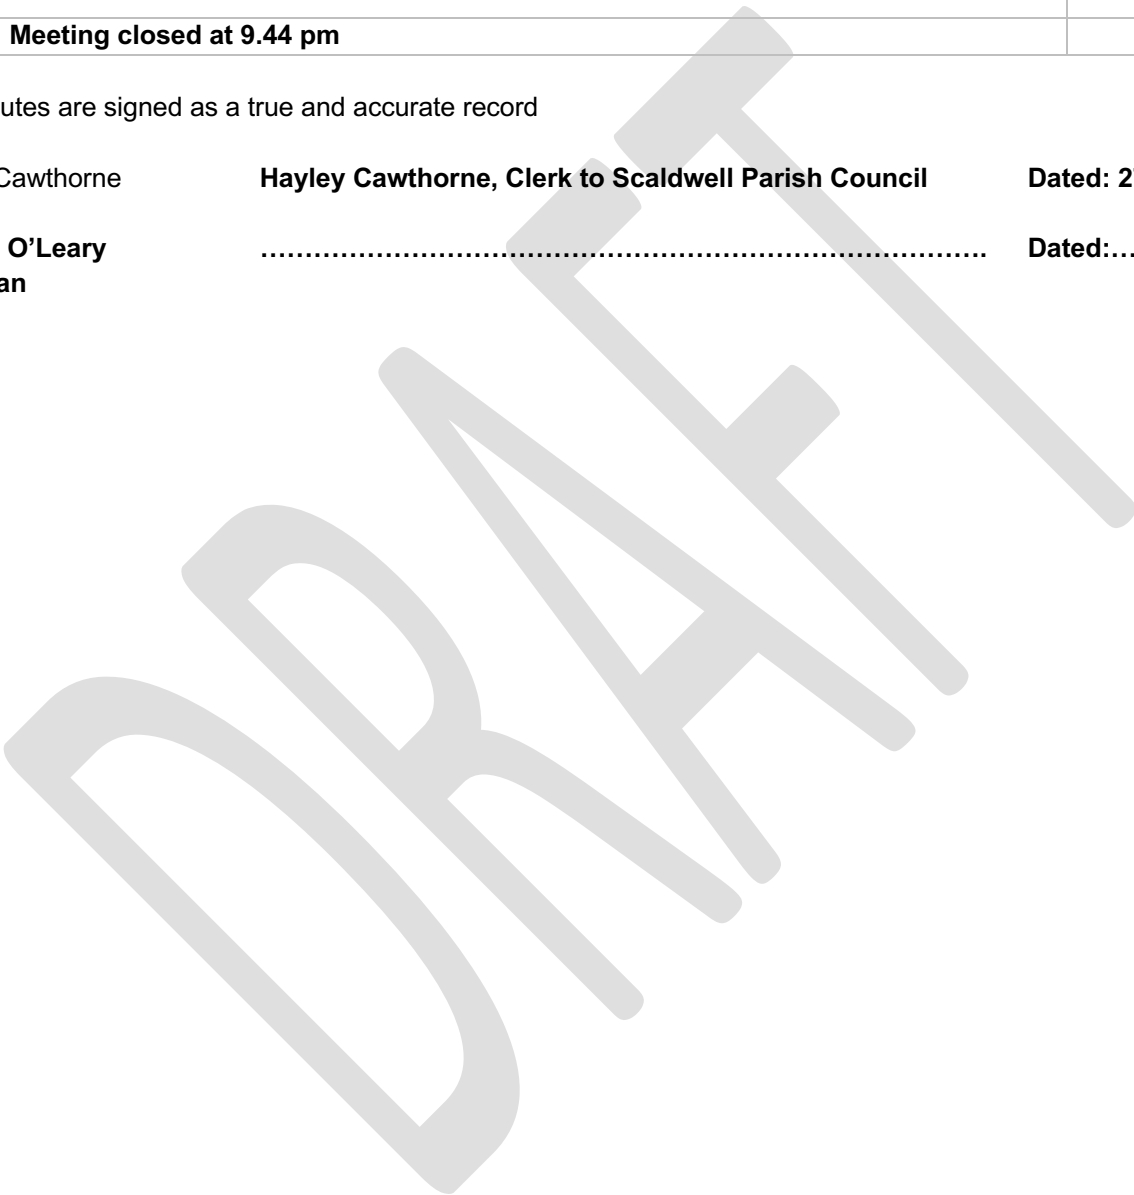 Meeting closed at 9.44 pm
utes are signed as a true and accurate record
Cawthorne Hayley Cawthorne, Clerk to Scaldwell Parish Council Dated: 2
O’Leary ……………………………………………………………………. Dated:…
an
DRAFT